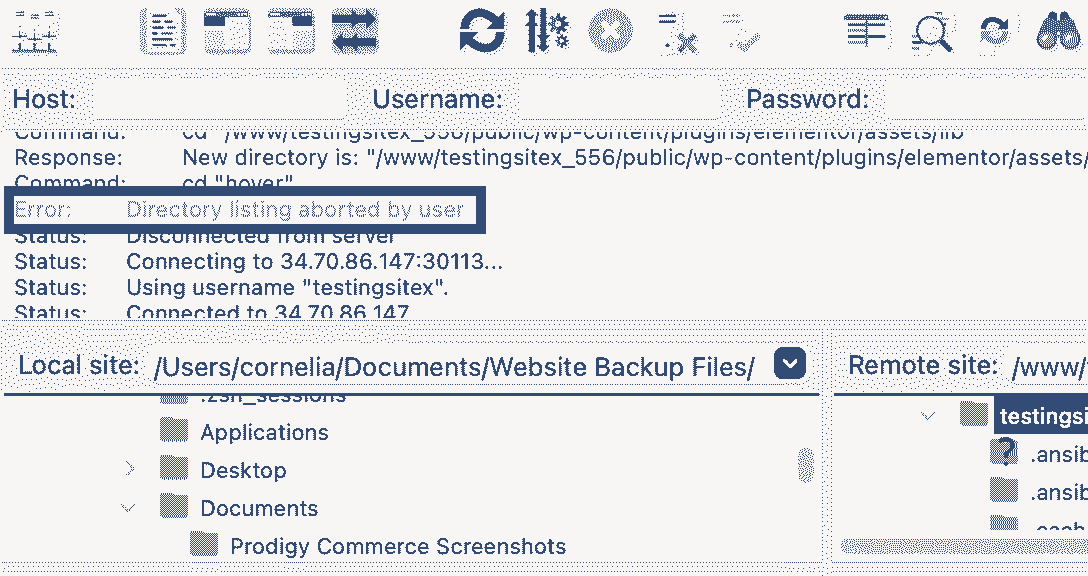 Host: Username: Password:
Command: cd "/www/testingsitex_556/public/wp-content/plugins/elementor/assets/lib
Response: New directory is: "/www/testingsitex_556/public/wp-content/plugins/elementor/assets/
Command: cd "hover"
Error: Directory listing aborted by user
Status: Disconnected from server
Status: Connecting to 34.70.86.147:30113...
Status: Using username "testingsitex".
Status: Connected to 34.70.86.147
Local site: /Users/cornelia/Documents/Website Backup Files/
.zsh_sessions
Applications
Desktop
Documents
Prodigy Commerce Screenshots
Remote site: /www/
testingsi
.ansib
.ansib
.cach